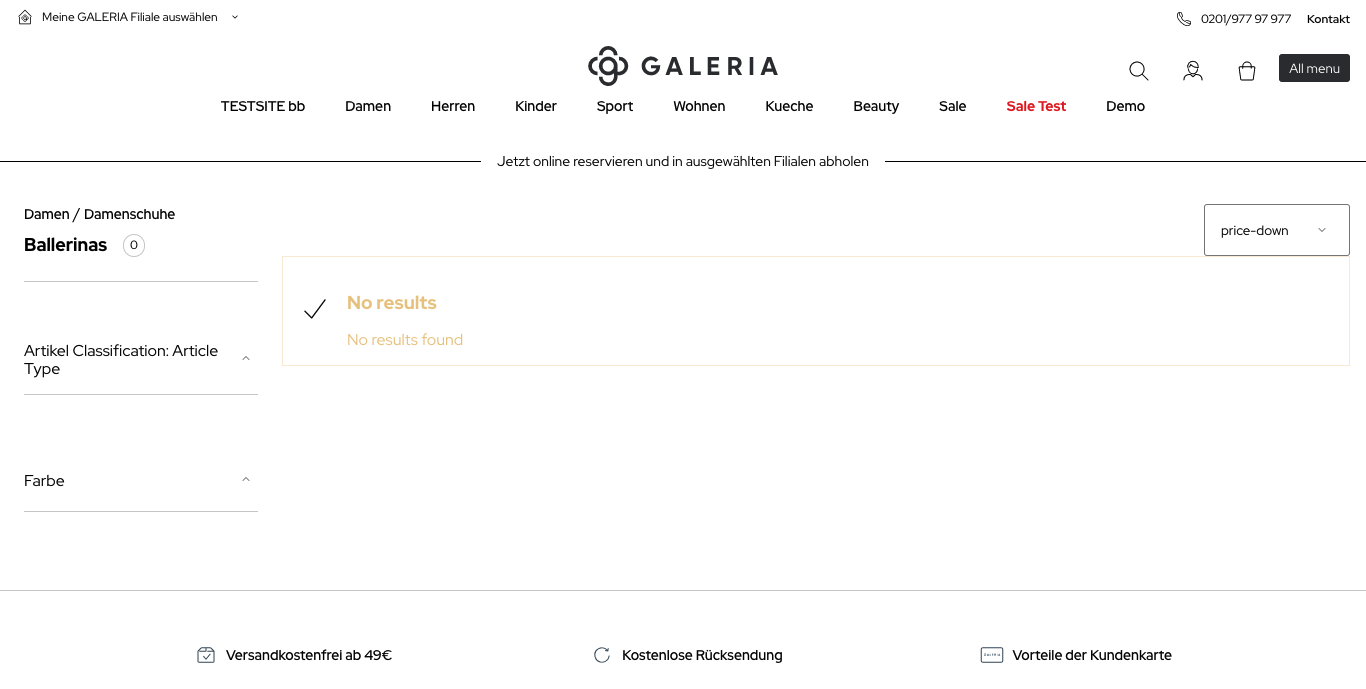 Meine GALERIA Filiale auswählen
0201/977 97 977 Kontakt
GALERIA
All menu
TESTSITE bb Damen Herren Kinder Sport Wohnen Kueche Beauty Sale Sale Test Demo
Jetzt online reservieren und in ausgewählten Filialen abholen
Damen / Damenschuhe
Ballerinas 0
price-down
No results
No results found
Artikel Classification: Article
Type
Farbe
Versandkostenfrei ab 49€ Kostenlose Rücksendung Vorteile der Kundenkarte